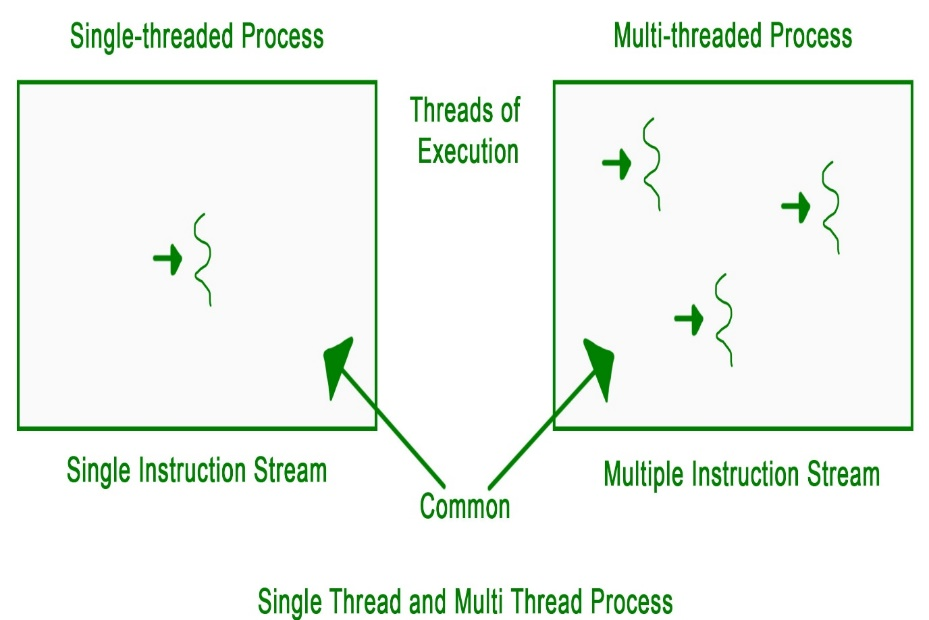 Single-threaded Process
Multi-threaded Process
Threads of
Execution
Single Instruction Stream
Multiple Instruction Stream
Common
Single Thread and Multi Thread Process